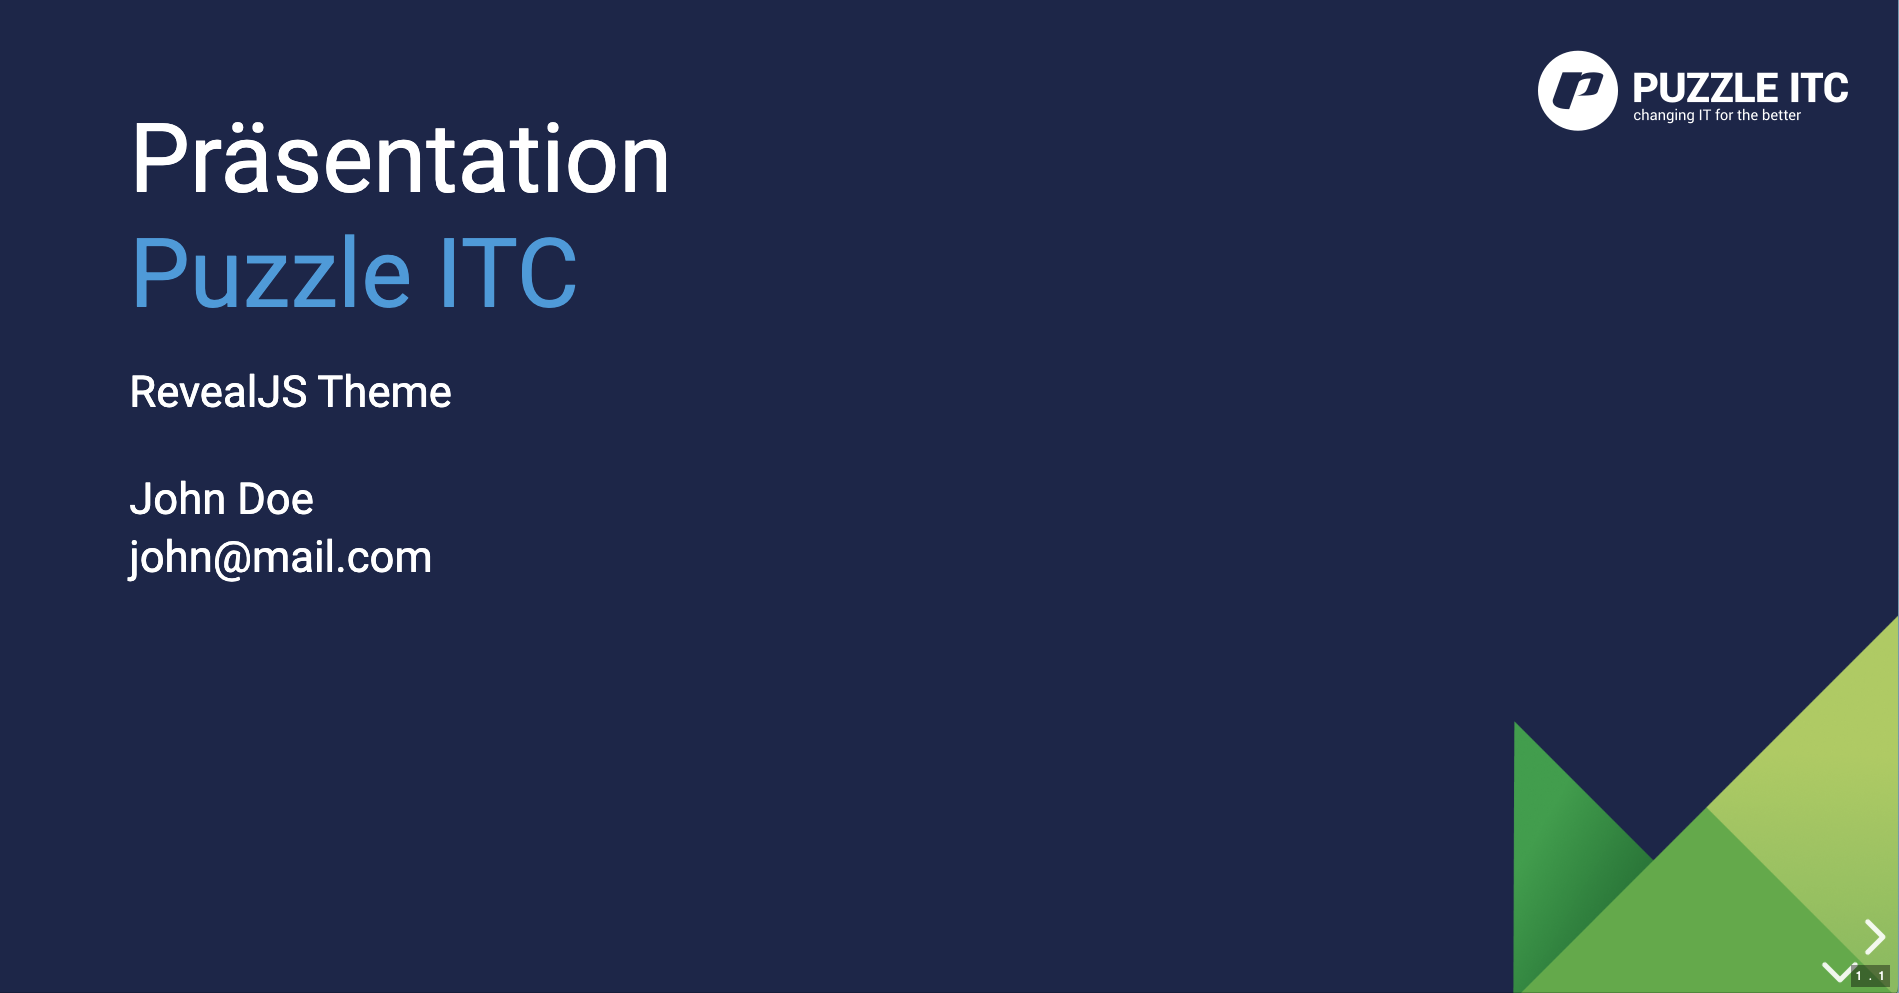 PUZZLE ITC
changing IT for the better
Präsentation
Puzzle ITC
RevealJS Theme
John Doe
john@mail.com
1 . 1